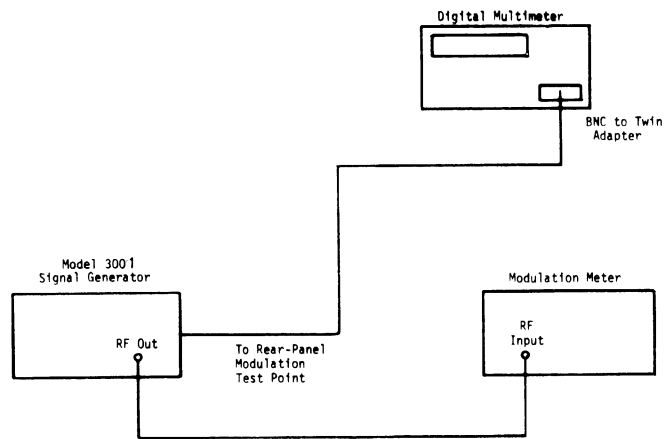 Digital Multimeter
BNC to Twin
Adapter
Model 3001
Signal Generator
RF Out
To Rear-Panel
Modulation
Test Point
Modulation Meter
RF
Input